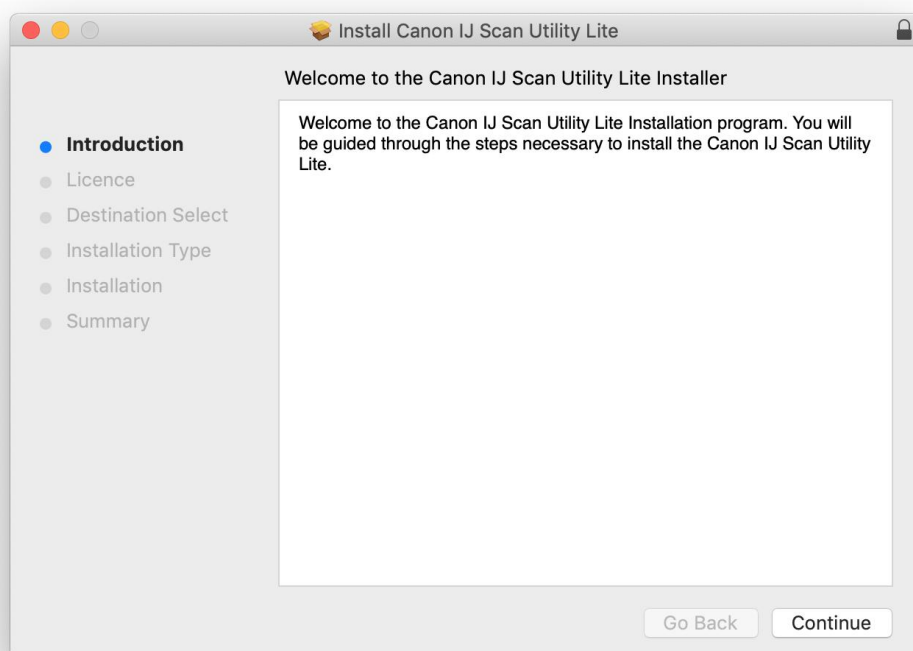 Install Canon IJ Scan Utility Lite
Welcome to the Canon IJ Scan Utility Lite Installer
Introduction
Licence
Destination Select
Installation Type
Installation
Summary
Welcome to the Canon IJ Scan Utility Lite Installation program. You will
be guided through the steps necessary to install the Canon IJ Scan Utility
Lite.
Go Back
Continue